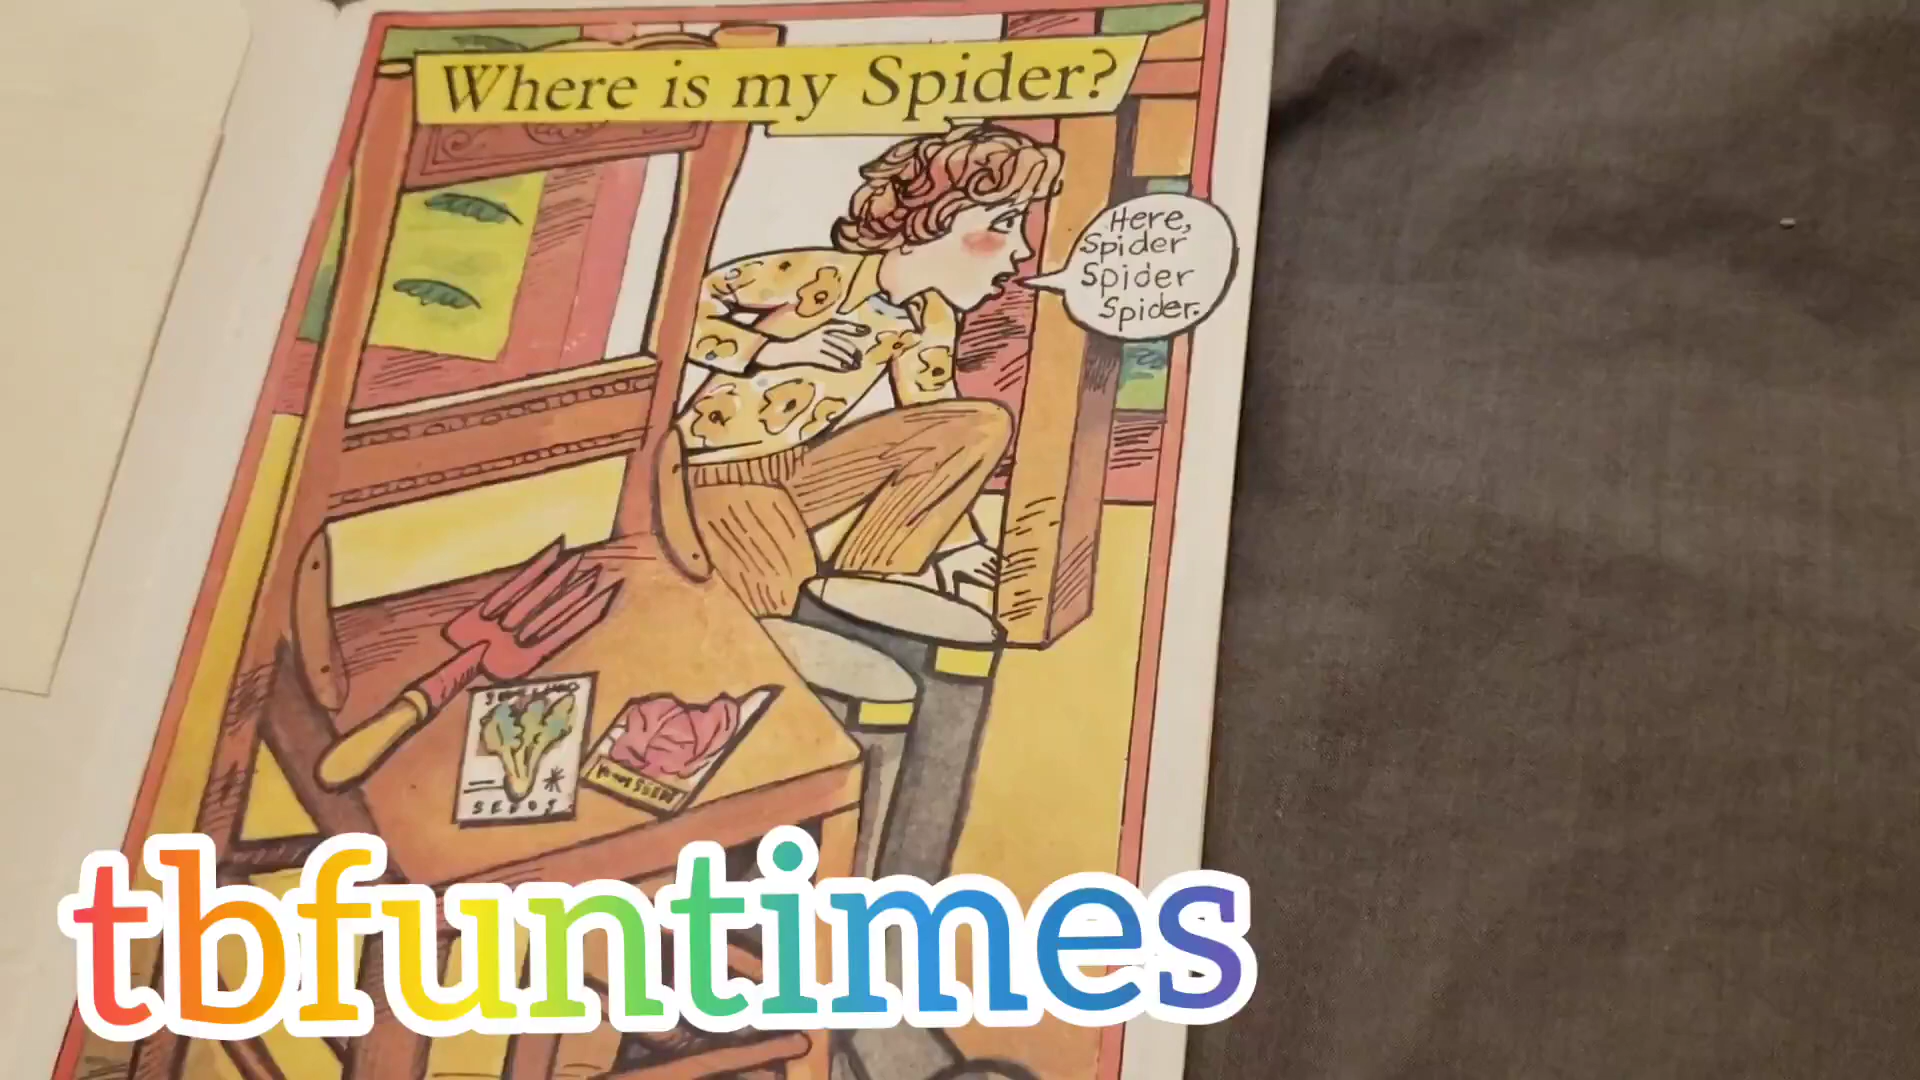 Where is my Spider?
Here,
Spider
Spider
Spider.
SEEDS
tbfuntimes